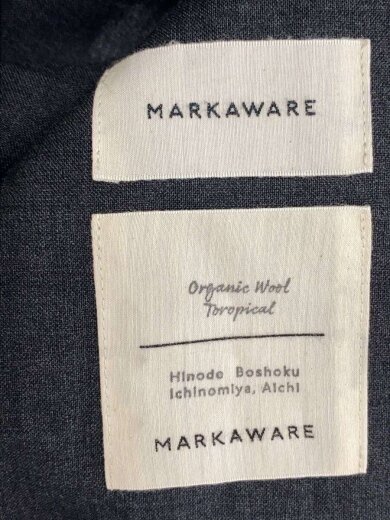 MARKAWARE
Organic Wool
Toropical
Hinode Boshoku
Ichinomiya, Aichi
MARKAWARE